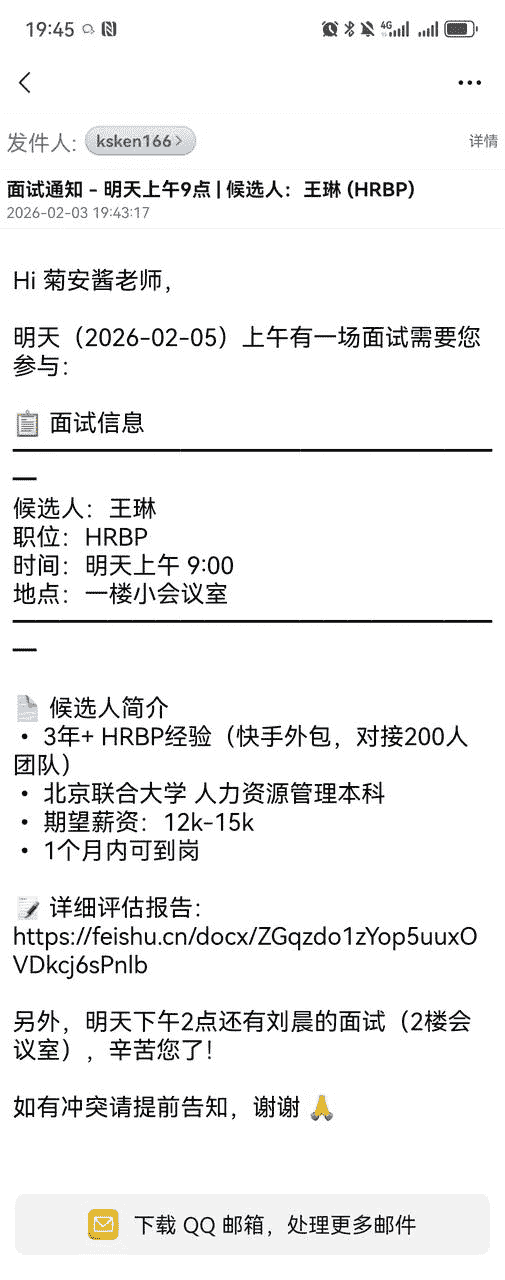 19:45
4G
发件人:
ksken166
详情
面试通知 - 明天上午9点 | 候选人：王琳 (HRBP)
2026-02-03 19:43:17
Hi 菊安酱老师，
明天（2026-02-05）上午有一场面试需要您
参与：
📋 面试信息
候选人：王琳
职位：HRBP
时间：明天上午 9:00
地点：一楼小会议室
📄 候选人简介
• 3年+ HRBP经验（快手外包，对接200人
团队）
• 北京联合大学 人力资源管理本科
• 期望薪资：12k-15k
• 1个月内可到岗
📝 详细评估报告：
https://feishu.cn/docx/ZGqzdo1zYop5uuxO
VDkcj6sPnlb
另外，明天下午2点还有刘晨的面试（2楼会
议室），辛苦您了！
如有冲突请提前告知，谢谢 🙏
下载 QQ 邮箱，处理更多邮件